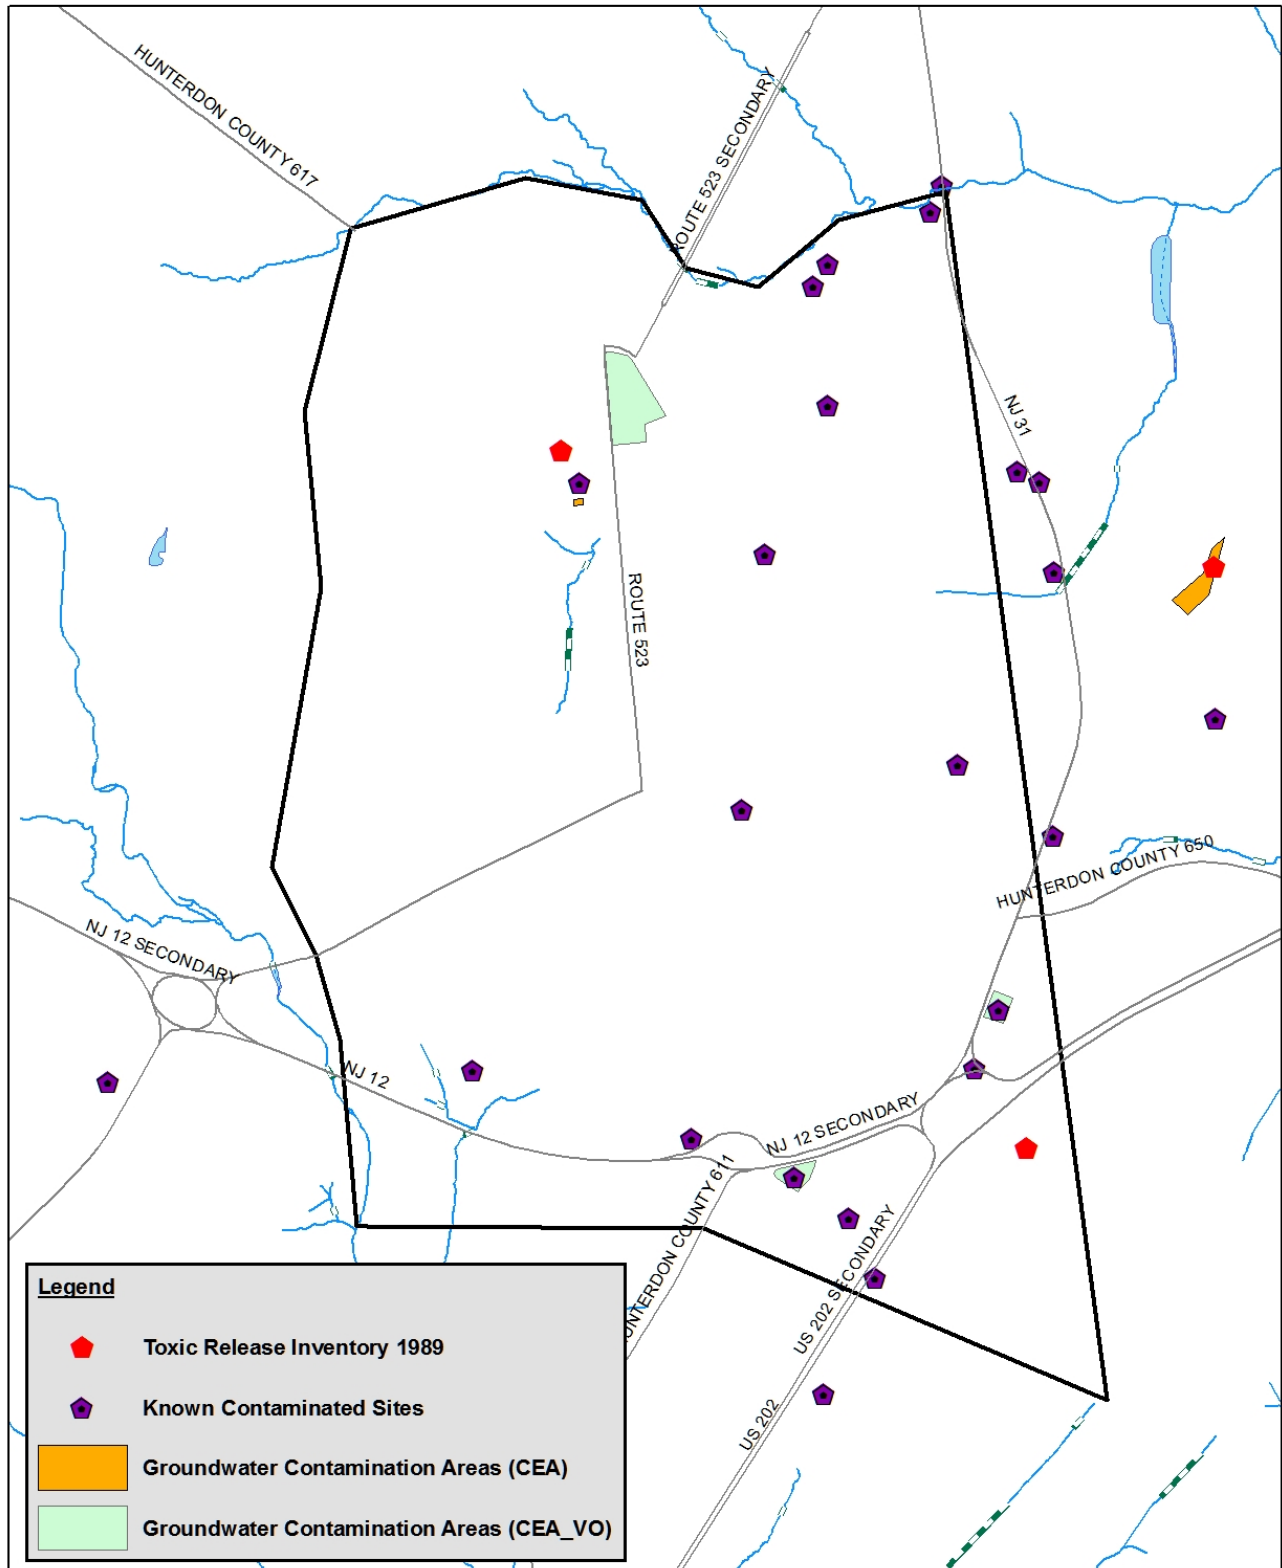 HUNTERDON COUNTY 617
ROUTE 523 SECONDARY
NJ 31
ROUTE 523
HUNTERDON COUNTY 650
NJ 12 SECONDARY
NJ 12
NJ 12 SECONDARY
HUNTERDON COUNTY 611
US 202 SECONDARY
US 202
Legend
Toxic Release Inventory 1989
Known Contaminated Sites
Groundwater Contamination Areas (CEA)
Groundwater Contamination Areas (CEA_VO)